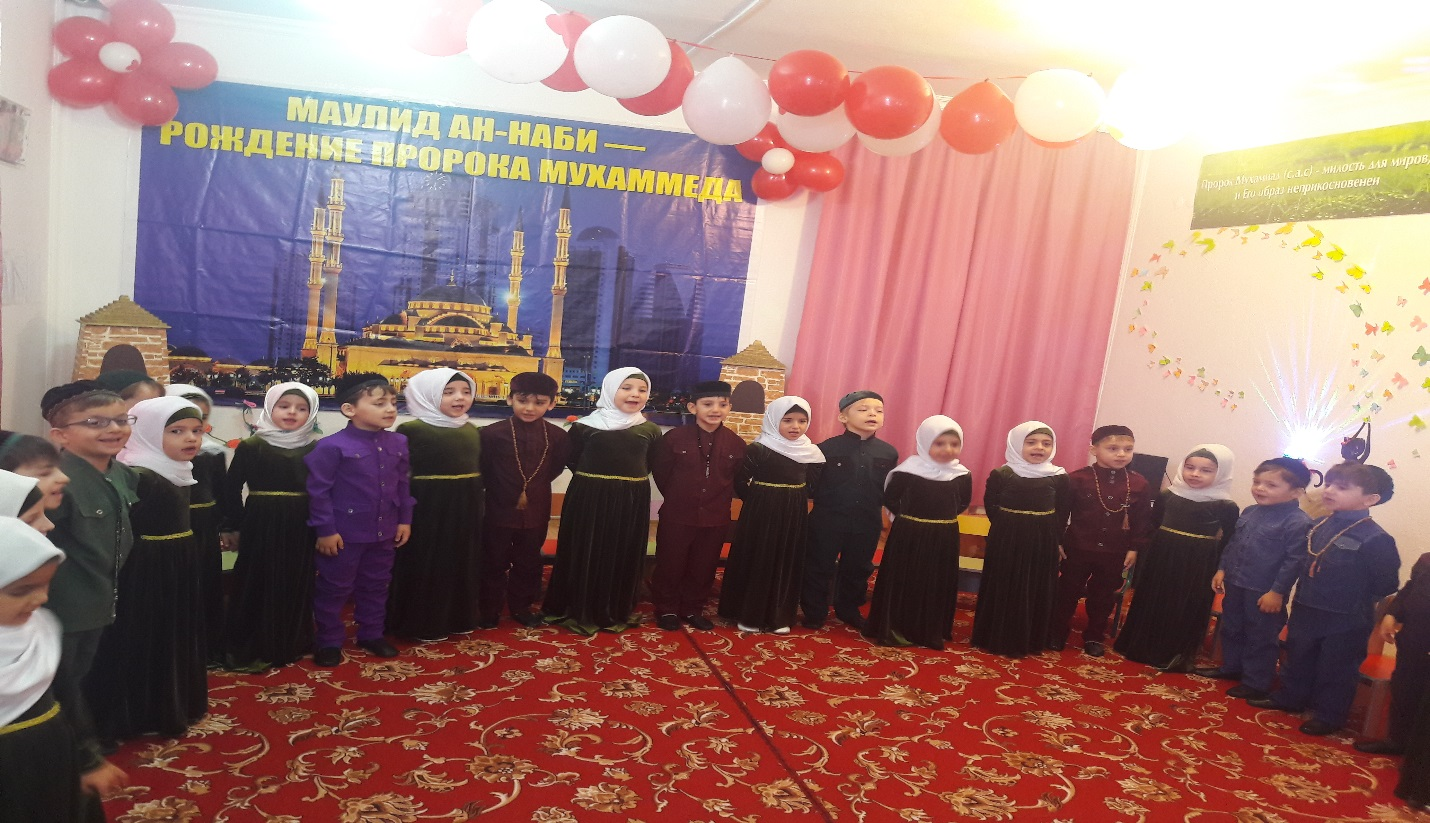 МАУЛИД АН-НАБИ —
РОЖДЕНИЕ ПРОРОКА МУХАММЕДА
Пророк Мухаммад (с.а.с) - милость для миров,
и Его образ неприкосновенен